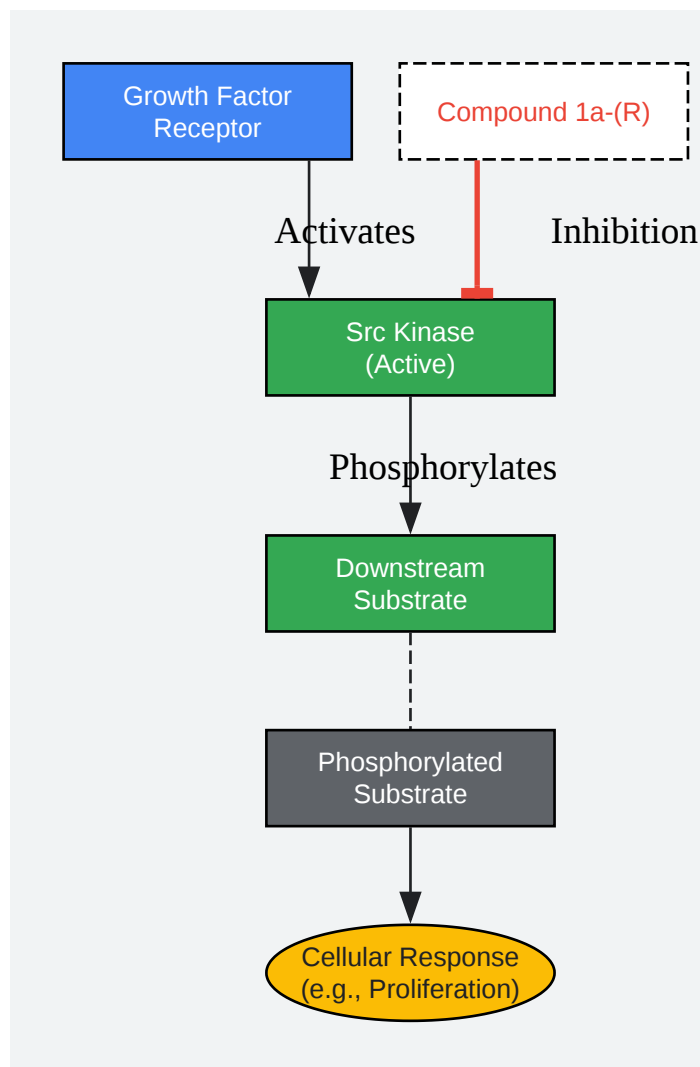 Growth Factor
Receptor
Compound 1a-(R)
Activates
Inhibition
Src Kinase
(Active)
Phosphorylates
Downstream
Substrate
Phosphorylated
Substrate
Cellular Response
(e.g., Proliferation)